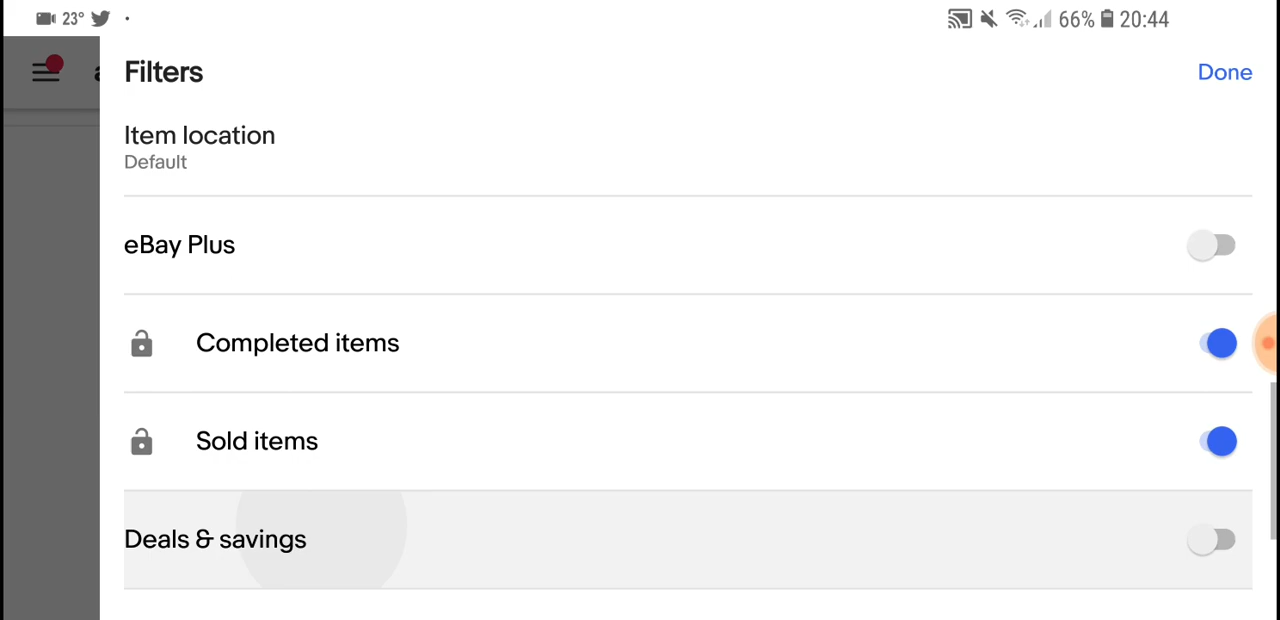 23° 66% 20:44
Filters Done
Item location
Default
eBay Plus
Completed items
Sold items
Deals & savings